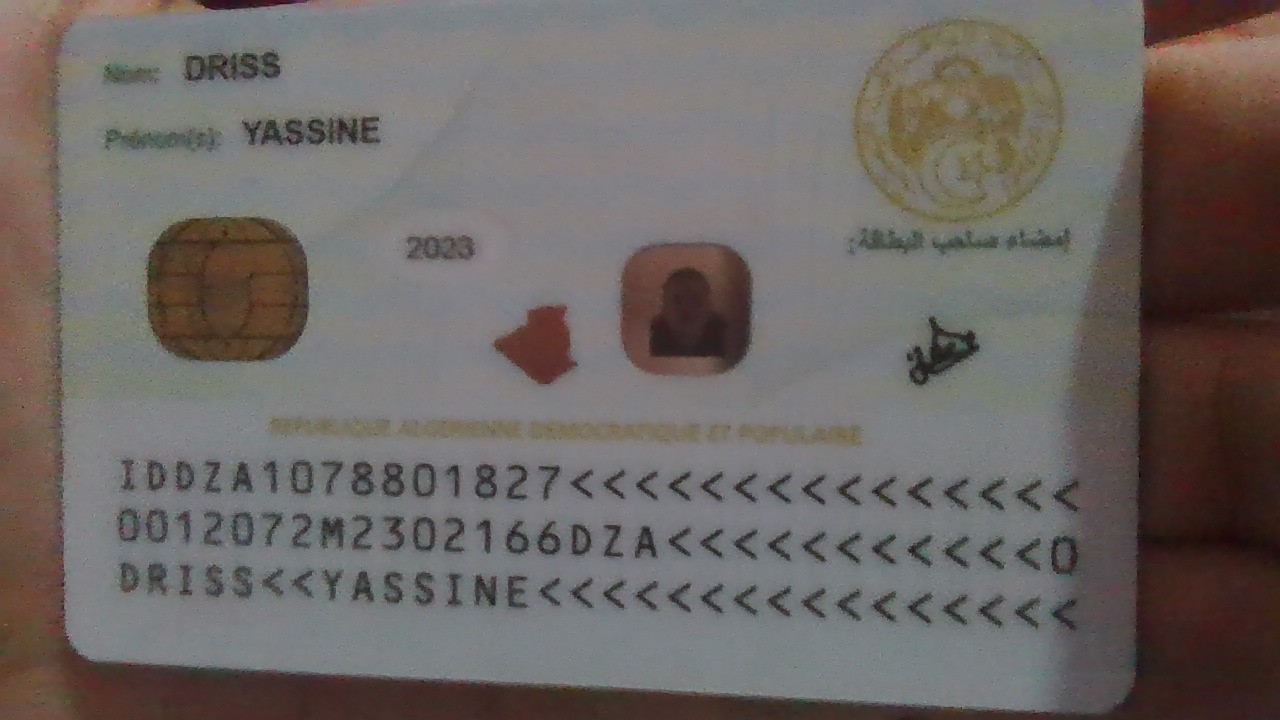 Nom: DRISS
Prénom(s): YASSINE
إمضاء صاحب البطاقة:
2023
REPUBLIQUE ALGERIENNE DEMOCRATIQUE ET POPULAIRE
IDDZA1078801827<<<<<<<<<<<<<<<
0012072M2302166DZA<<<<<<<<<<<0
DRISS<<YASSINE<<<<<<<<<<<<<<<<